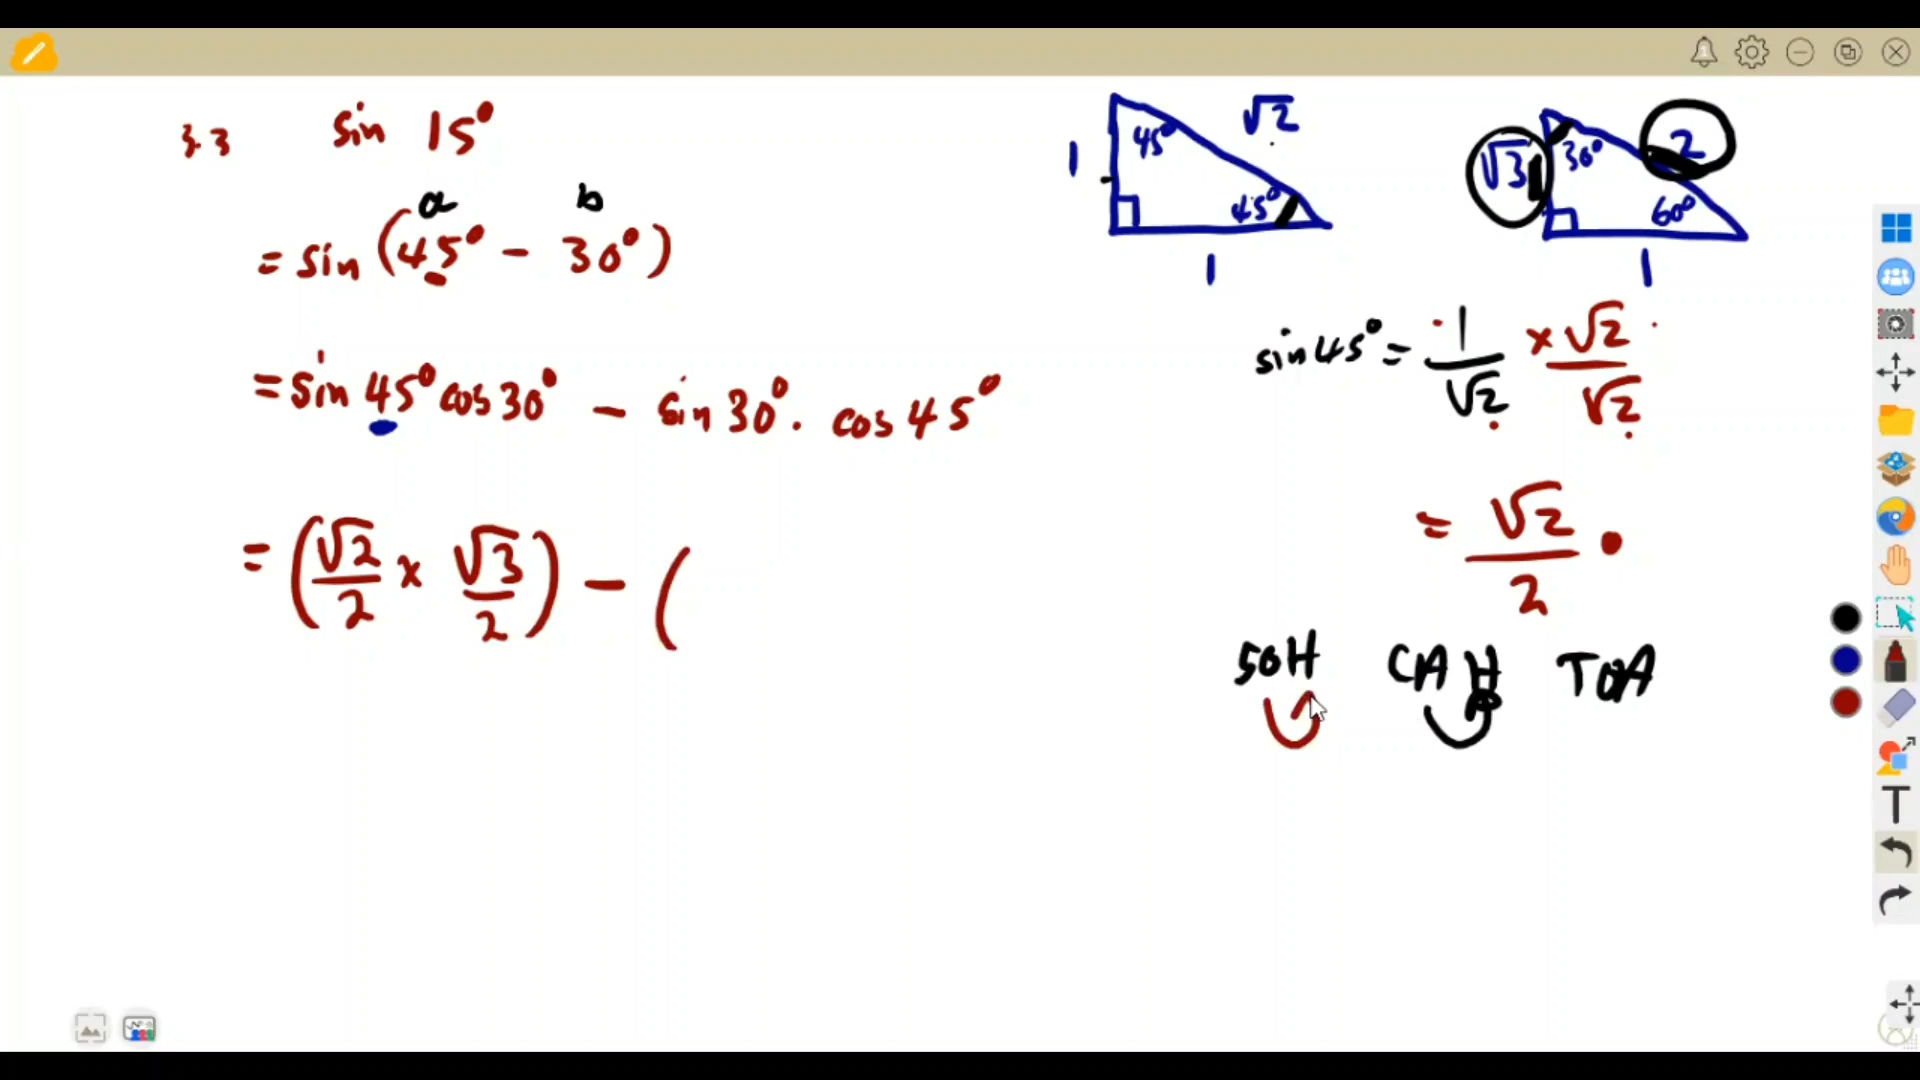 3.3 sin 15°
a b
= sin (45° - 30°)
= sin 45° cos 30° - sin 30° . cos 45°
= (√2/2 × √3/2) - (
45° √2
1 45°
1
√3 30° 2
60°
1
sin 45° = 1/√2 × √2/√2
= √2/2
SOH CAH TOA
T